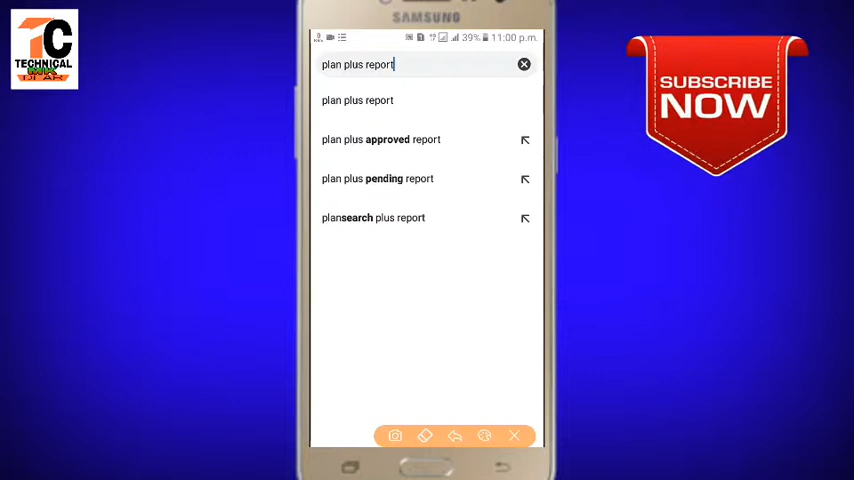 TC
TECHNICAL
SAMSUNG
39% 11:00 p.m.
plan plus report
plan plus report
plan plus approved report
plan plus pending report
plansearch plus report
SUBSCRIBE
NOW